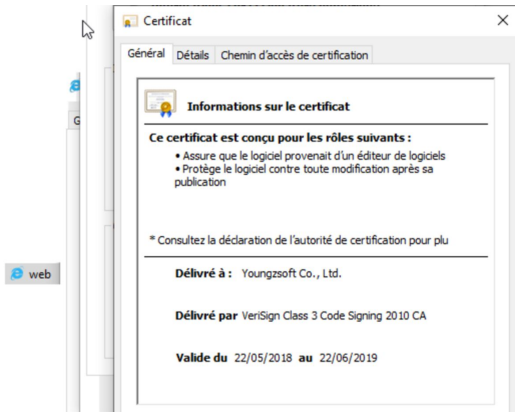 Certificat
Général Détails Chemin d'accès de certification
G
Informations sur le certificat
Ce certificat est conçu pour les rôles suivants :
• Assure que le logiciel provenait d'un éditeur de logiciels
• Protège le logiciel contre toute modification après sa
publication
* Consultez la déclaration de l'autorité de certification pour plu
Délivré à : Youngzsoft Co., Ltd.
web
Délivré par VeriSign Class 3 Code Signing 2010 CA
Valide du 22/05/2018 au 22/06/2019